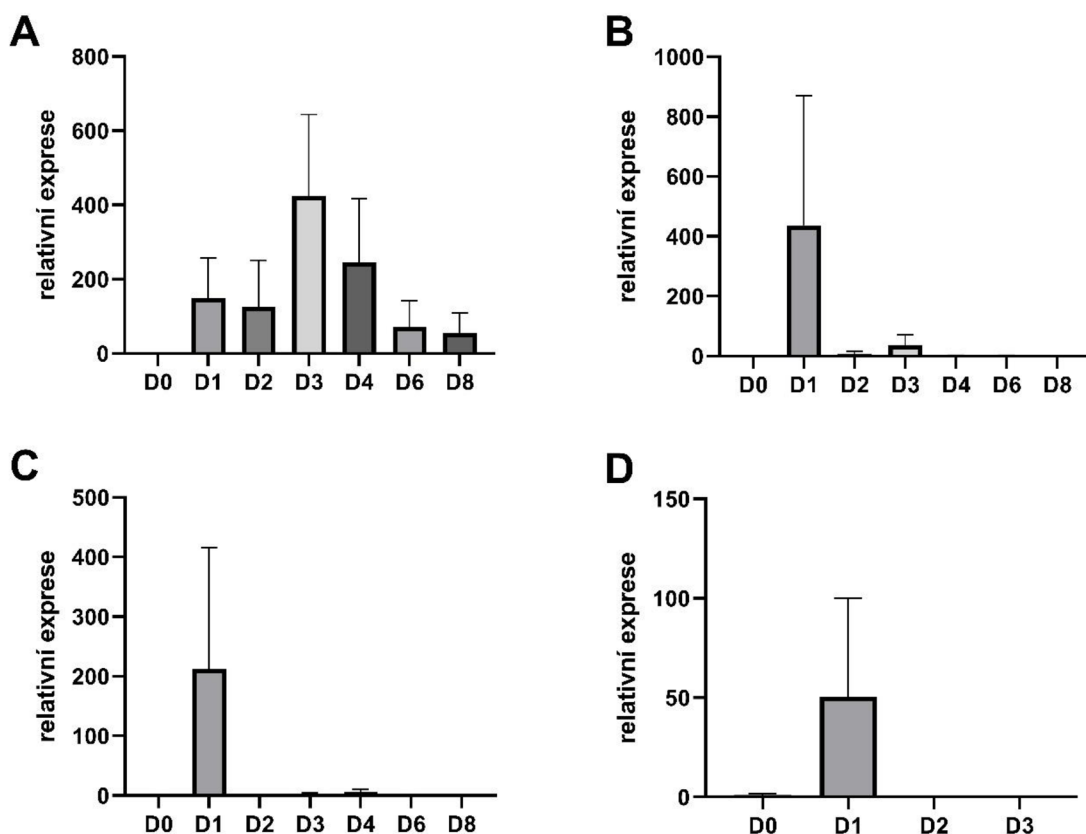 A
relativní exprese
800
600
400
200
0
D0 D1 D2 D3 D4 D6 D8
B
relativní exprese
1000
800
600
400
200
0
D0 D1 D2 D3 D4 D6 D8
C
relativní exprese
500
400
300
200
100
0
D0 D1 D2 D3 D4 D6 D8
D
relativní exprese
150
100
50
0
D0 D1 D2 D3